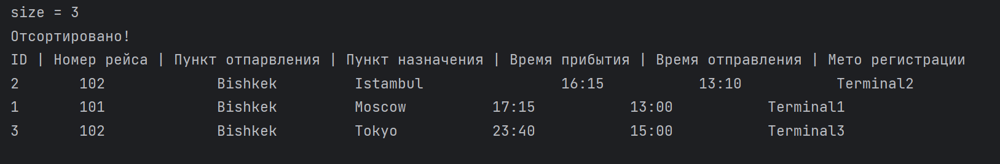 size = 3
Отсортировано!
ID | Номер рейса | Пункт отпарвления | Пункт назначения | Время прибытия | Время отправления | Мето регистрации
2 102 Bishkek Istambul 16:15 13:10 Terminal2
1 101 Bishkek Moscow 17:15 13:00 Terminal1
3 102 Bishkek Tokyo 23:40 15:00 Terminal3